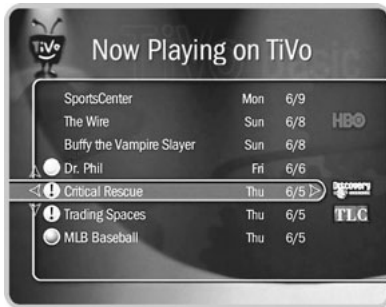 TiVo
Now Playing on TiVo
SportsCenter Mon 6/9
The Wire Sun 6/8 HBO
Buffy the Vampire Slayer Sun 6/8
Dr. Phil Fri 6/6
Critical Rescue Thu 6/5 Discovery
Trading Spaces Thu 6/5 TLC
MLB Baseball Thu 6/5